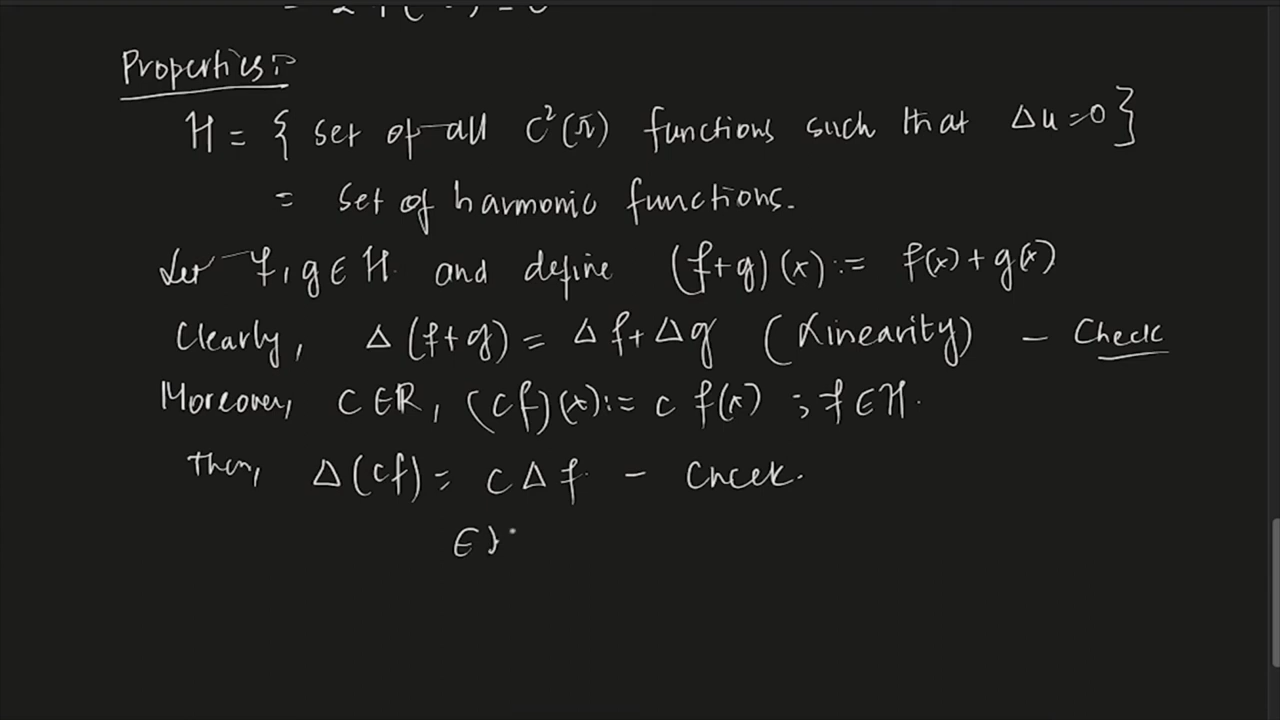 Properties:
H = { set of all C²(Ω) functions such that Δu=0 }
= set of harmonic functions.
Let f, g ∈ H. and define (f+g)(x) := f(x)+g(x)
Clearly, Δ(f+g) = Δf+Δg (Linearity) – Check
Moreover, C ∈ ℝ, (cf)(x) := c f(x) ; f ∈ H.
Then, Δ(cf) = c Δf – Check.
∈